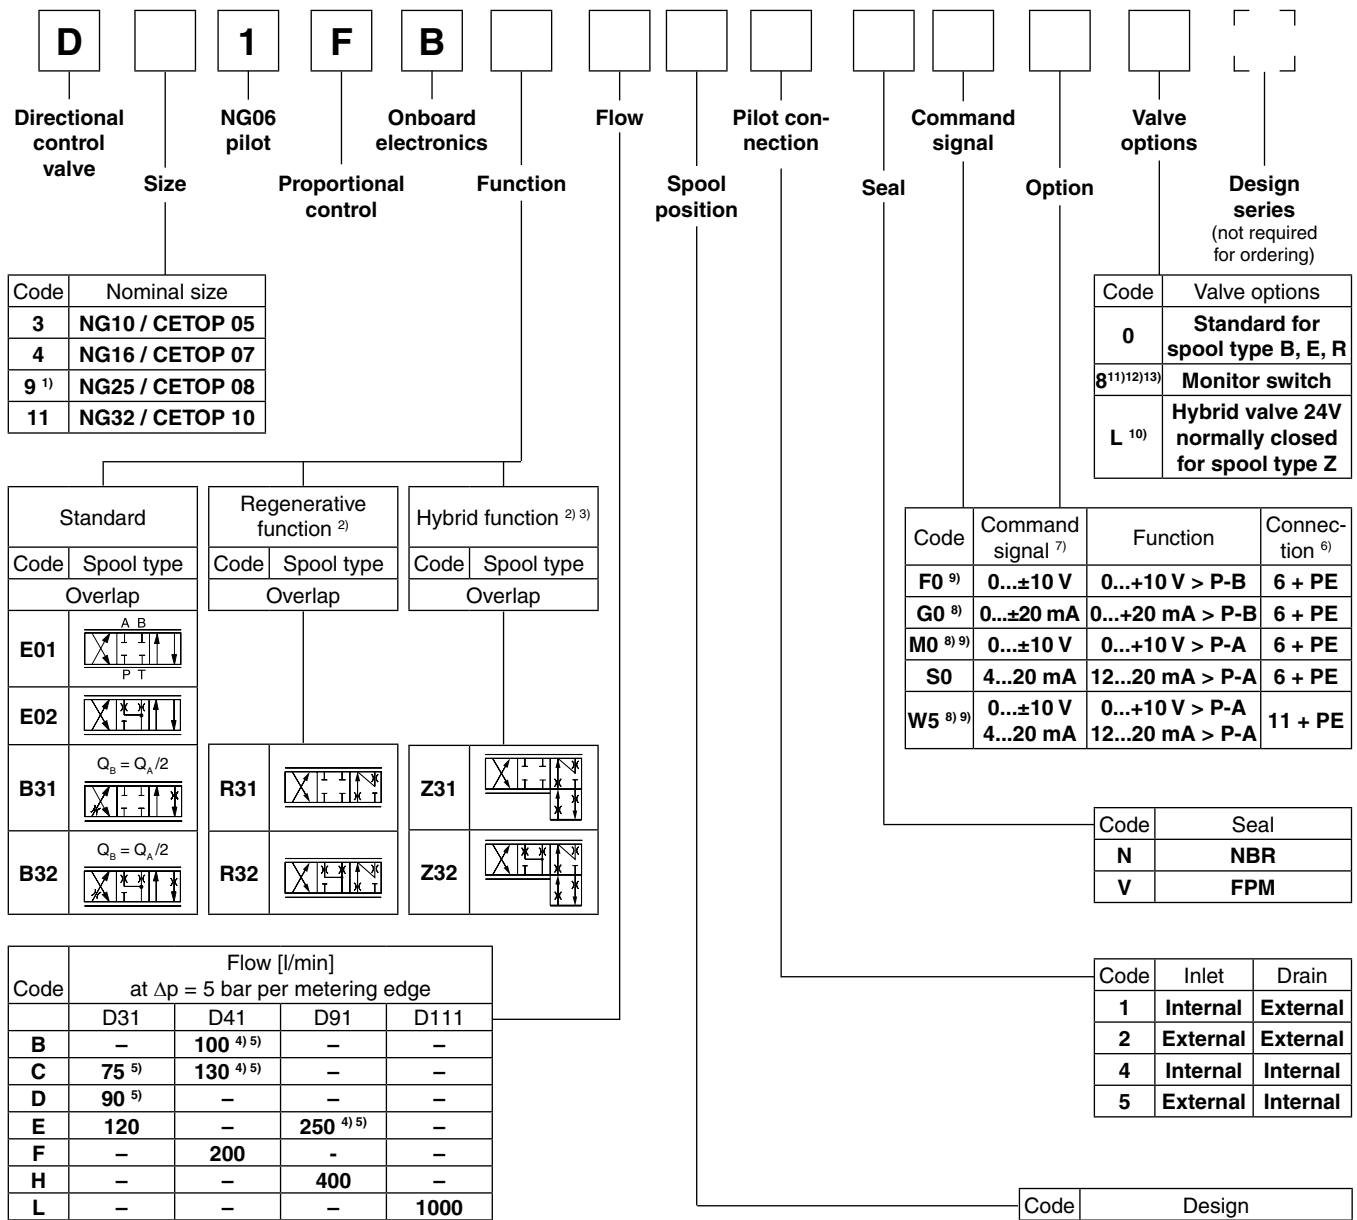 D 1 F B
Directional control valve
Size
NG06 pilot
Proportional control
Onboard electronics
Function
Flow
Spool position
Pilot con-nection
Seal
Command signal
Option
Valve options
Design series
(not required for ordering)
Code Nominal size
3 NG10 / CETOP 05
4 NG16 / CETOP 07
9 1) NG25 / CETOP 08
11 NG32 / CETOP 10
Code Valve options
0 Standard for spool type B, E, R
8 11)12)13) Monitor switch
L 10) Hybrid valve 24V normally closed for spool type Z
Standard
Code Spool type
Overlap
E01 A B P T
E02
B31 QB = QA/2
B32 QB = QA/2
Regenerative function 2)
Code Spool type
Overlap
R31
R32
Hybrid function 2) 3)
Code Spool type
Overlap
Z31
Z32
Code Command signal 7) Function Connec-tion 6)
F0 9) 0...±10 V 0...+10 V > P-B 6 + PE
G0 8) 0...±20 mA 0...+20 mA > P-B 6 + PE
M0 8) 9) 0...±10 V 0...+10 V > P-A 6 + PE
S0 4...20 mA 12...20 mA > P-A 6 + PE
W5 8) 9) 0...±10 V 0...+10 V > P-A 11 + PE
4...20 mA 12...20 mA > P-A
Code Seal
N NBR
V FPM
Code Flow [l/min]
at Δp = 5 bar per metering edge
D31 D41 D91 D111
B – 100 4) 5) – –
C 75 5) 130 4) 5) – –
D 90 5) – – –
E 120 – 250 4) 5) –
F – 200 - –
H – – 400 –
L – – – 1000
Code Inlet Drain
1 Internal External
2 External External
4 Internal Internal
5 External Internal
Code Design